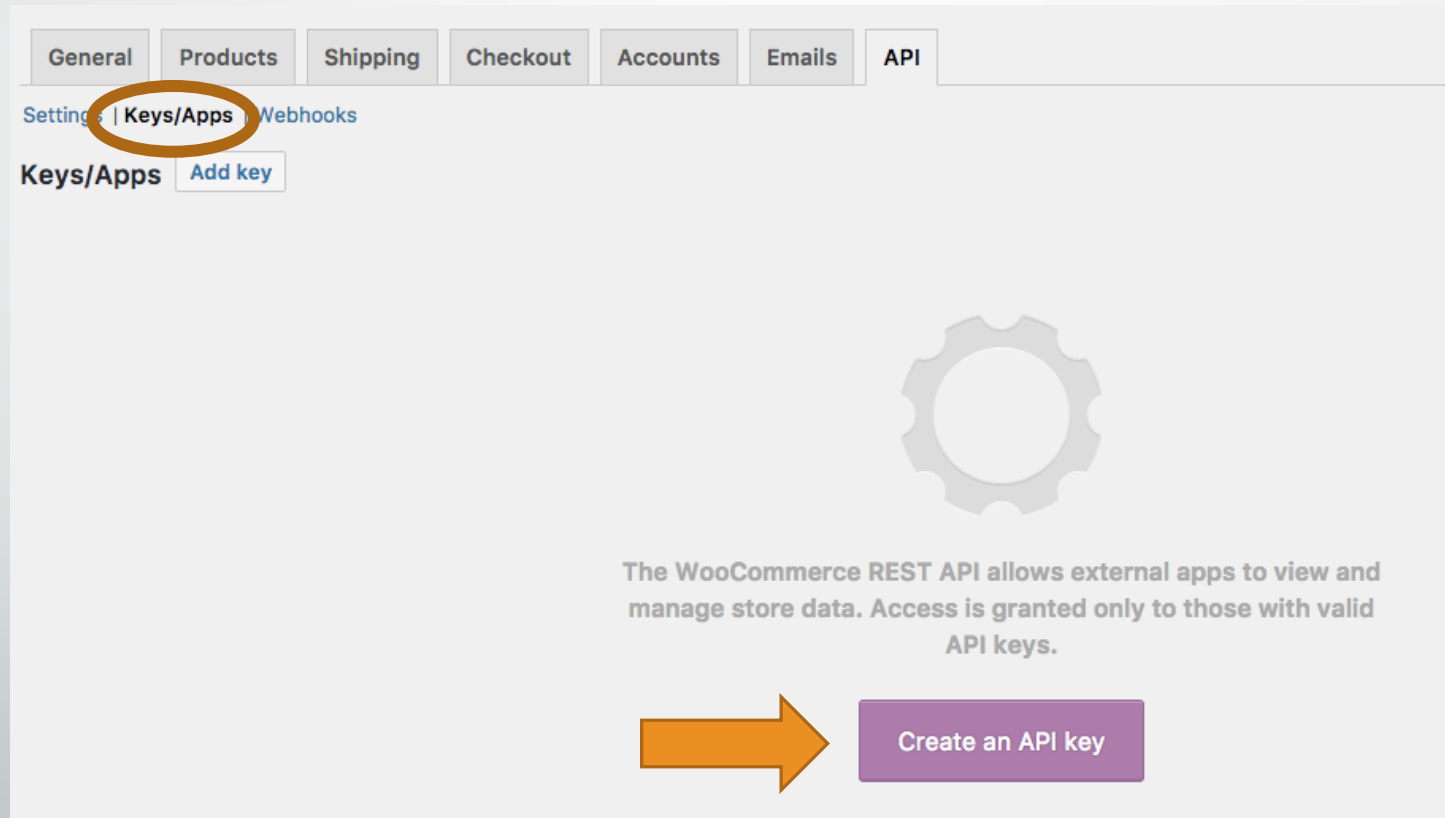 General Products Shipping Checkout Accounts Emails API
Settings | Keys/Apps | Webhooks
Keys/Apps Add key
The WooCommerce REST API allows external apps to view and
manage store data. Access is granted only to those with valid
API keys.
Create an API key